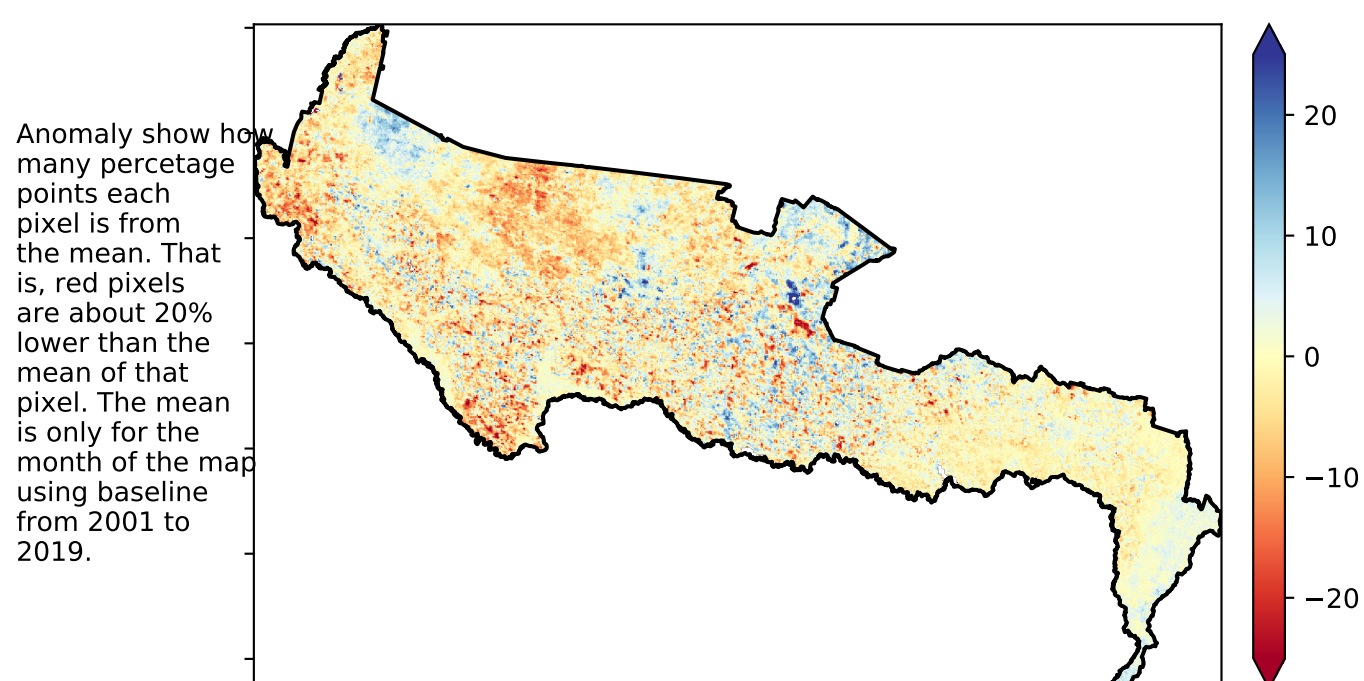 Anomaly show how
many percetage
points each
pixel is from
the mean. That
is, red pixels
are about 20%
lower than the
mean of that
pixel. The mean
is only for the
month of the map
using baseline
from 2001 to
2019.
20
10
0
−10
−20